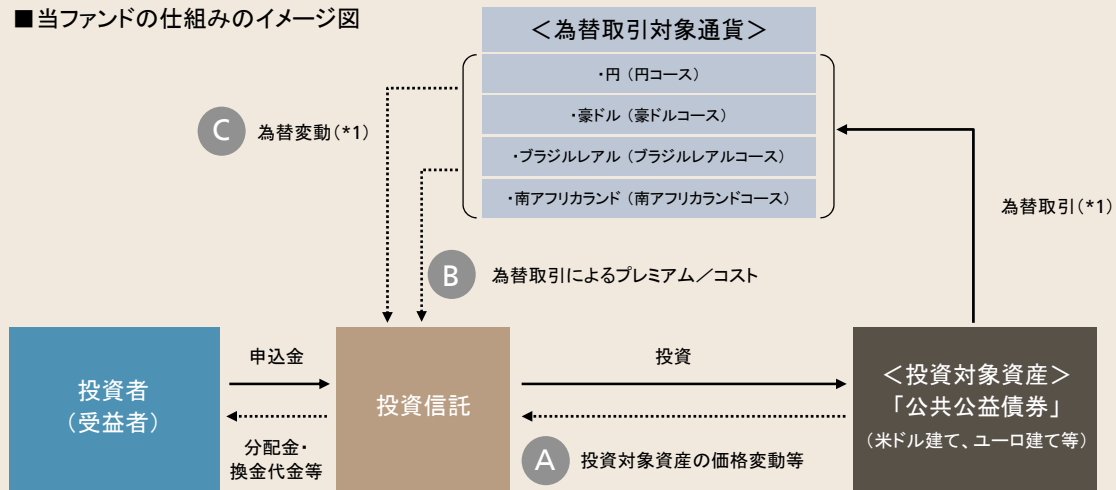 ■当ファンドの仕組みのイメージ図
＜為替取引対象通貨＞
・円（円コース）
・豪ドル（豪ドルコース）
・ブラジルレアル（ブラジルレアルコース）
・南アフリカランド（南アフリカランドコース）
C 為替変動(*1)
為替取引(*1)
B 為替取引によるプレミアム／コスト
投資者
（受益者）
申込金
分配金・
換金代金等
投資信託
投資
A 投資対象資産の価格変動等
＜投資対象資産＞
「公共公益債券」
（米ドル建て、ユーロ建て等）